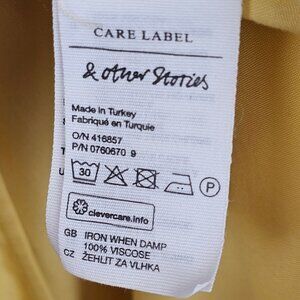 CARE LABEL
& Other Stories
Made in Turkey
Fabriqué en Turquie
O/N 416857
P/N 0760670 9
30
P
clevercare.info
GB IRON WHEN DAMP
100% VISCOSE
CZ ŽEHLIT ZA VLHKA